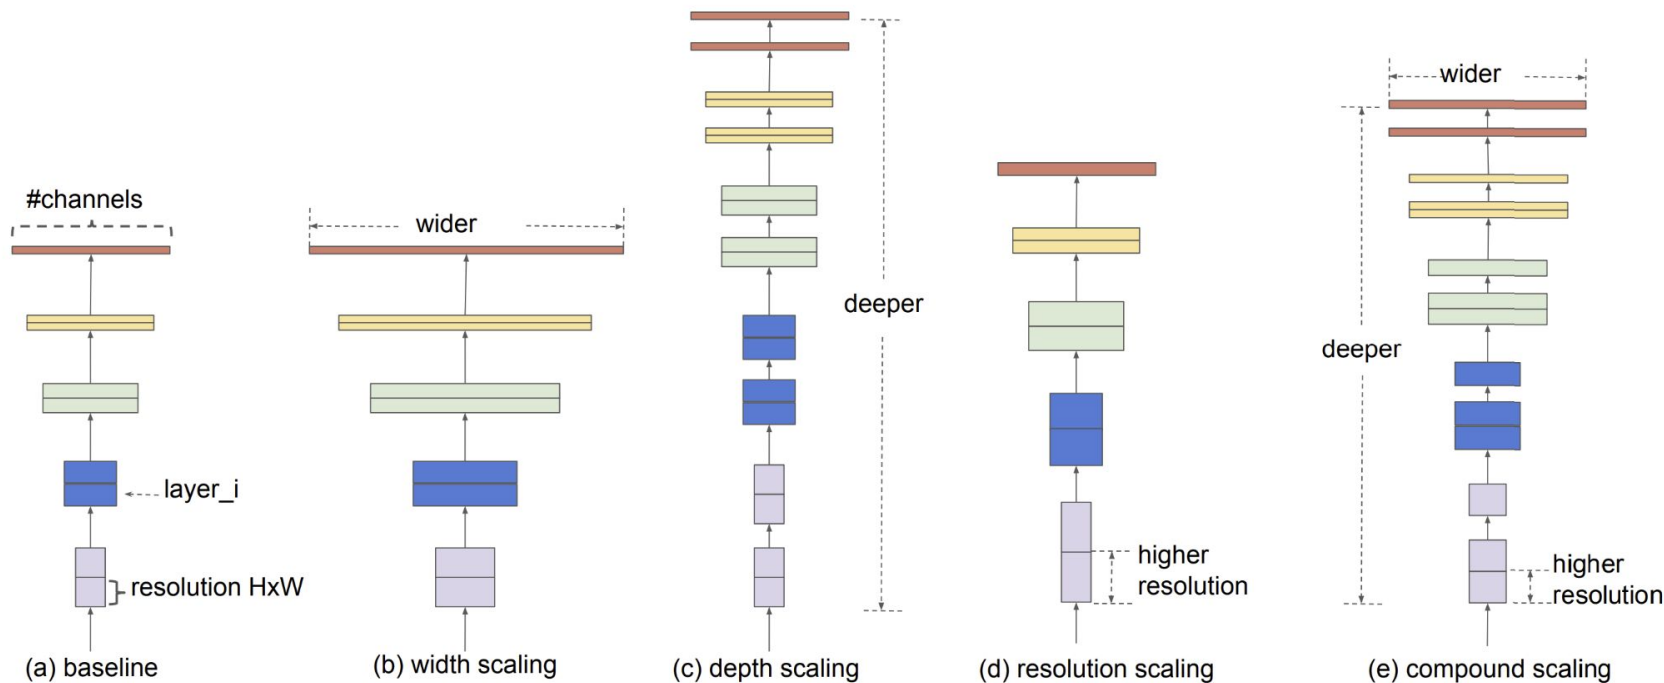 #channels
resolution HxW
layer_i
(a) baseline
wider
(b) width scaling
deeper
(c) depth scaling
higher
resolution
(d) resolution scaling
wider
deeper
higher
resolution
(e) compound scaling